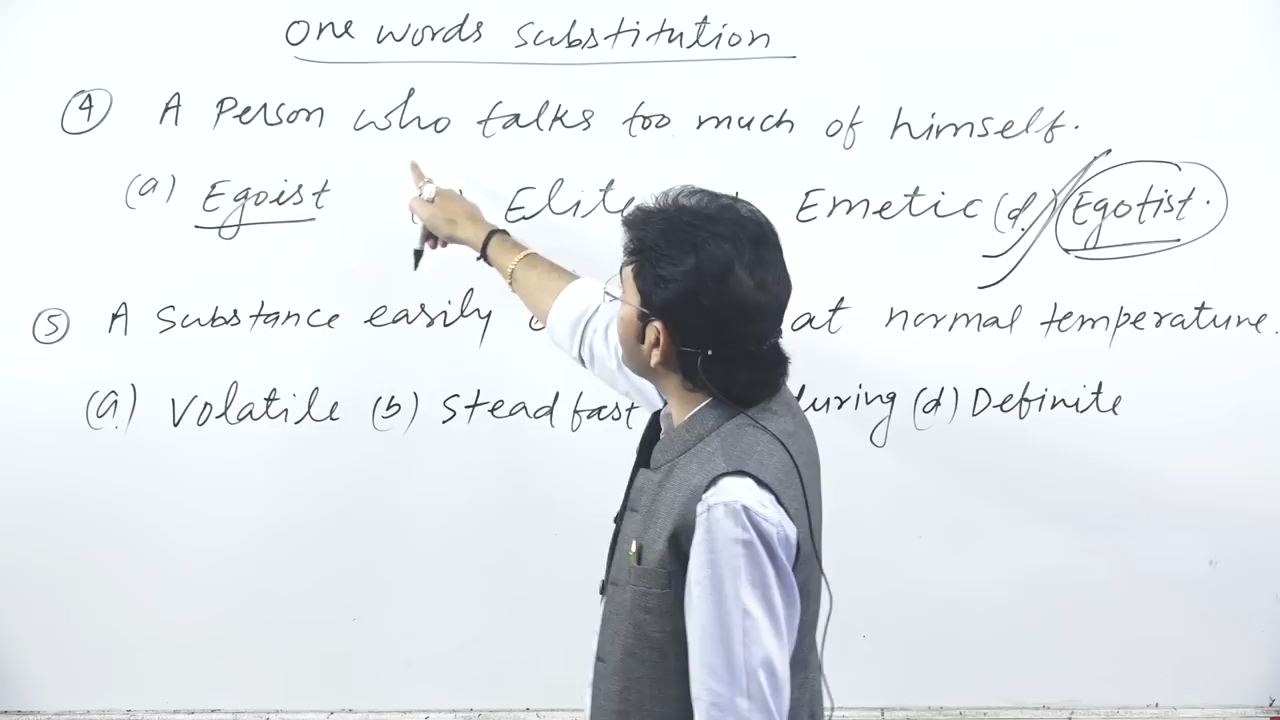 One words substitution
④ A Person who talks too much of himself.
(a) Egoist Elite Emetic (d.) Egotist.
⑤ A Substance easily at normal temperature.
(a.) Volatile (b) Steadfast during (d) Definite